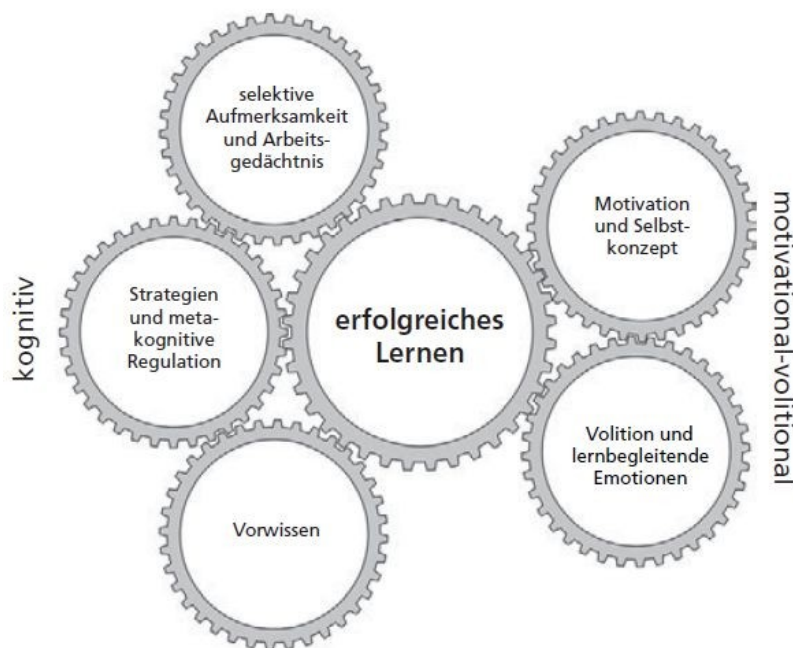 kognitiv
selektive
Aufmerksamkeit
und Arbeits-
gedächtnis
Strategien
und meta-
kognitive
Regulation
Vorwissen
erfolgreiches
Lernen
Motivation
und Selbst-
konzept
Volition und
lernbegleitende
Emotionen
motivational-volitional